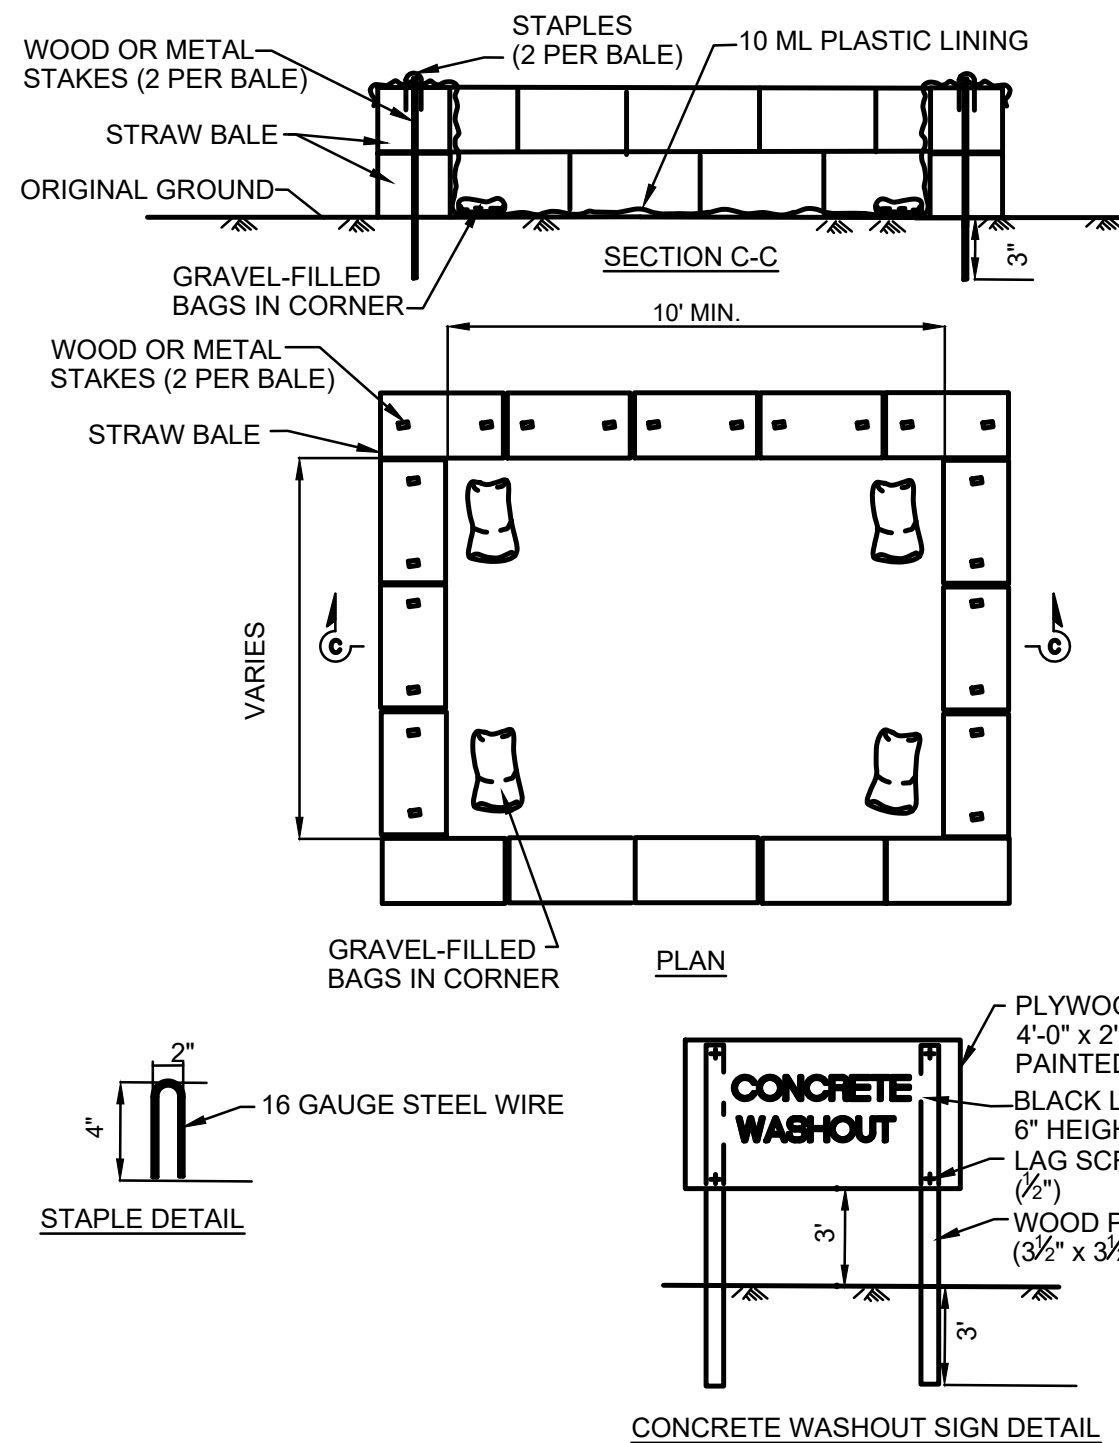 STAPLES
(2 PER BALE)
WOOD OR METAL
STAKES (2 PER BALE)
10 ML PLASTIC LINING
STRAW BALE
ORIGINAL GROUND
GRAVEL-FILLED
BAGS IN CORNER
SECTION C-C
3"
10' MIN.
WOOD OR METAL
STAKES (2 PER BALE)
STRAW BALE
VARIES
C
C
GRAVEL-FILLED
BAGS IN CORNER
PLAN
2"
4"
16 GAUGE STEEL WIRE
STAPLE DETAIL
CONCRETE
WASHOUT
4'-0" x 2'
PAINTED
BLACK
6"
LAG
(½")
WOOD
(3½" x
3'
3'
CONCRETE WASHOUT SIGN DETAIL